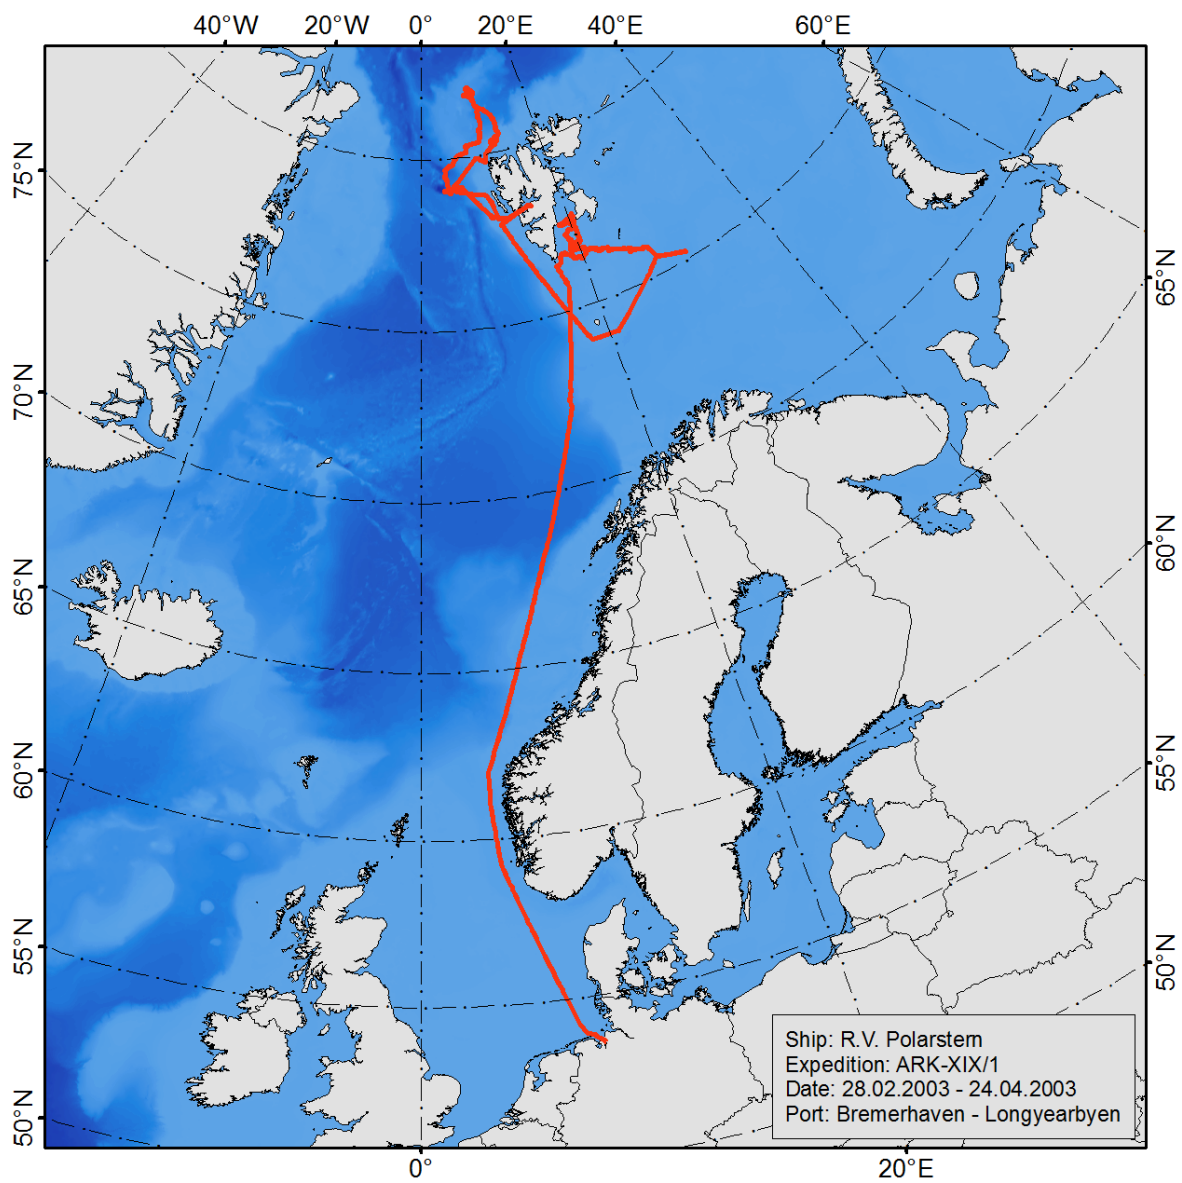 40°W 20°W 0° 20°E 40°E 60°E
75°N
70°N
65°N
60°N
55°N
50°N
65°N
60°N
55°N
50°N
Ship: R.V. Polarstern
Expedition: ARK-XIX/1
Date: 28.02.2003 - 24.04.2003
Port: Bremerhaven - Longyearbyen
0° 20°E